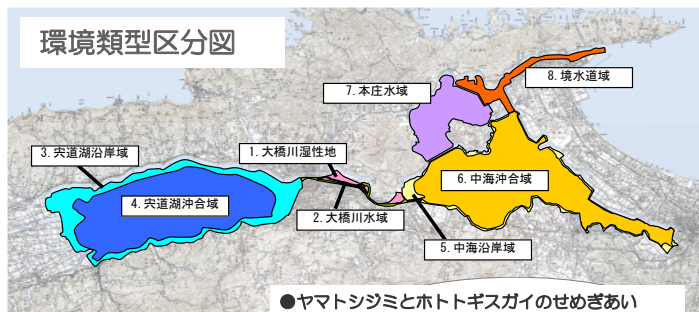 環境類型区分図
8. 境水道域
7. 本庄水域
3. 宍道湖沿岸域
1. 大橋川湿性地
6. 中海沖合域
4. 宍道湖沖合域
2. 大橋川水域
5. 中海沿岸域
●ヤマトシジミとホトトギスガイのせめぎあい